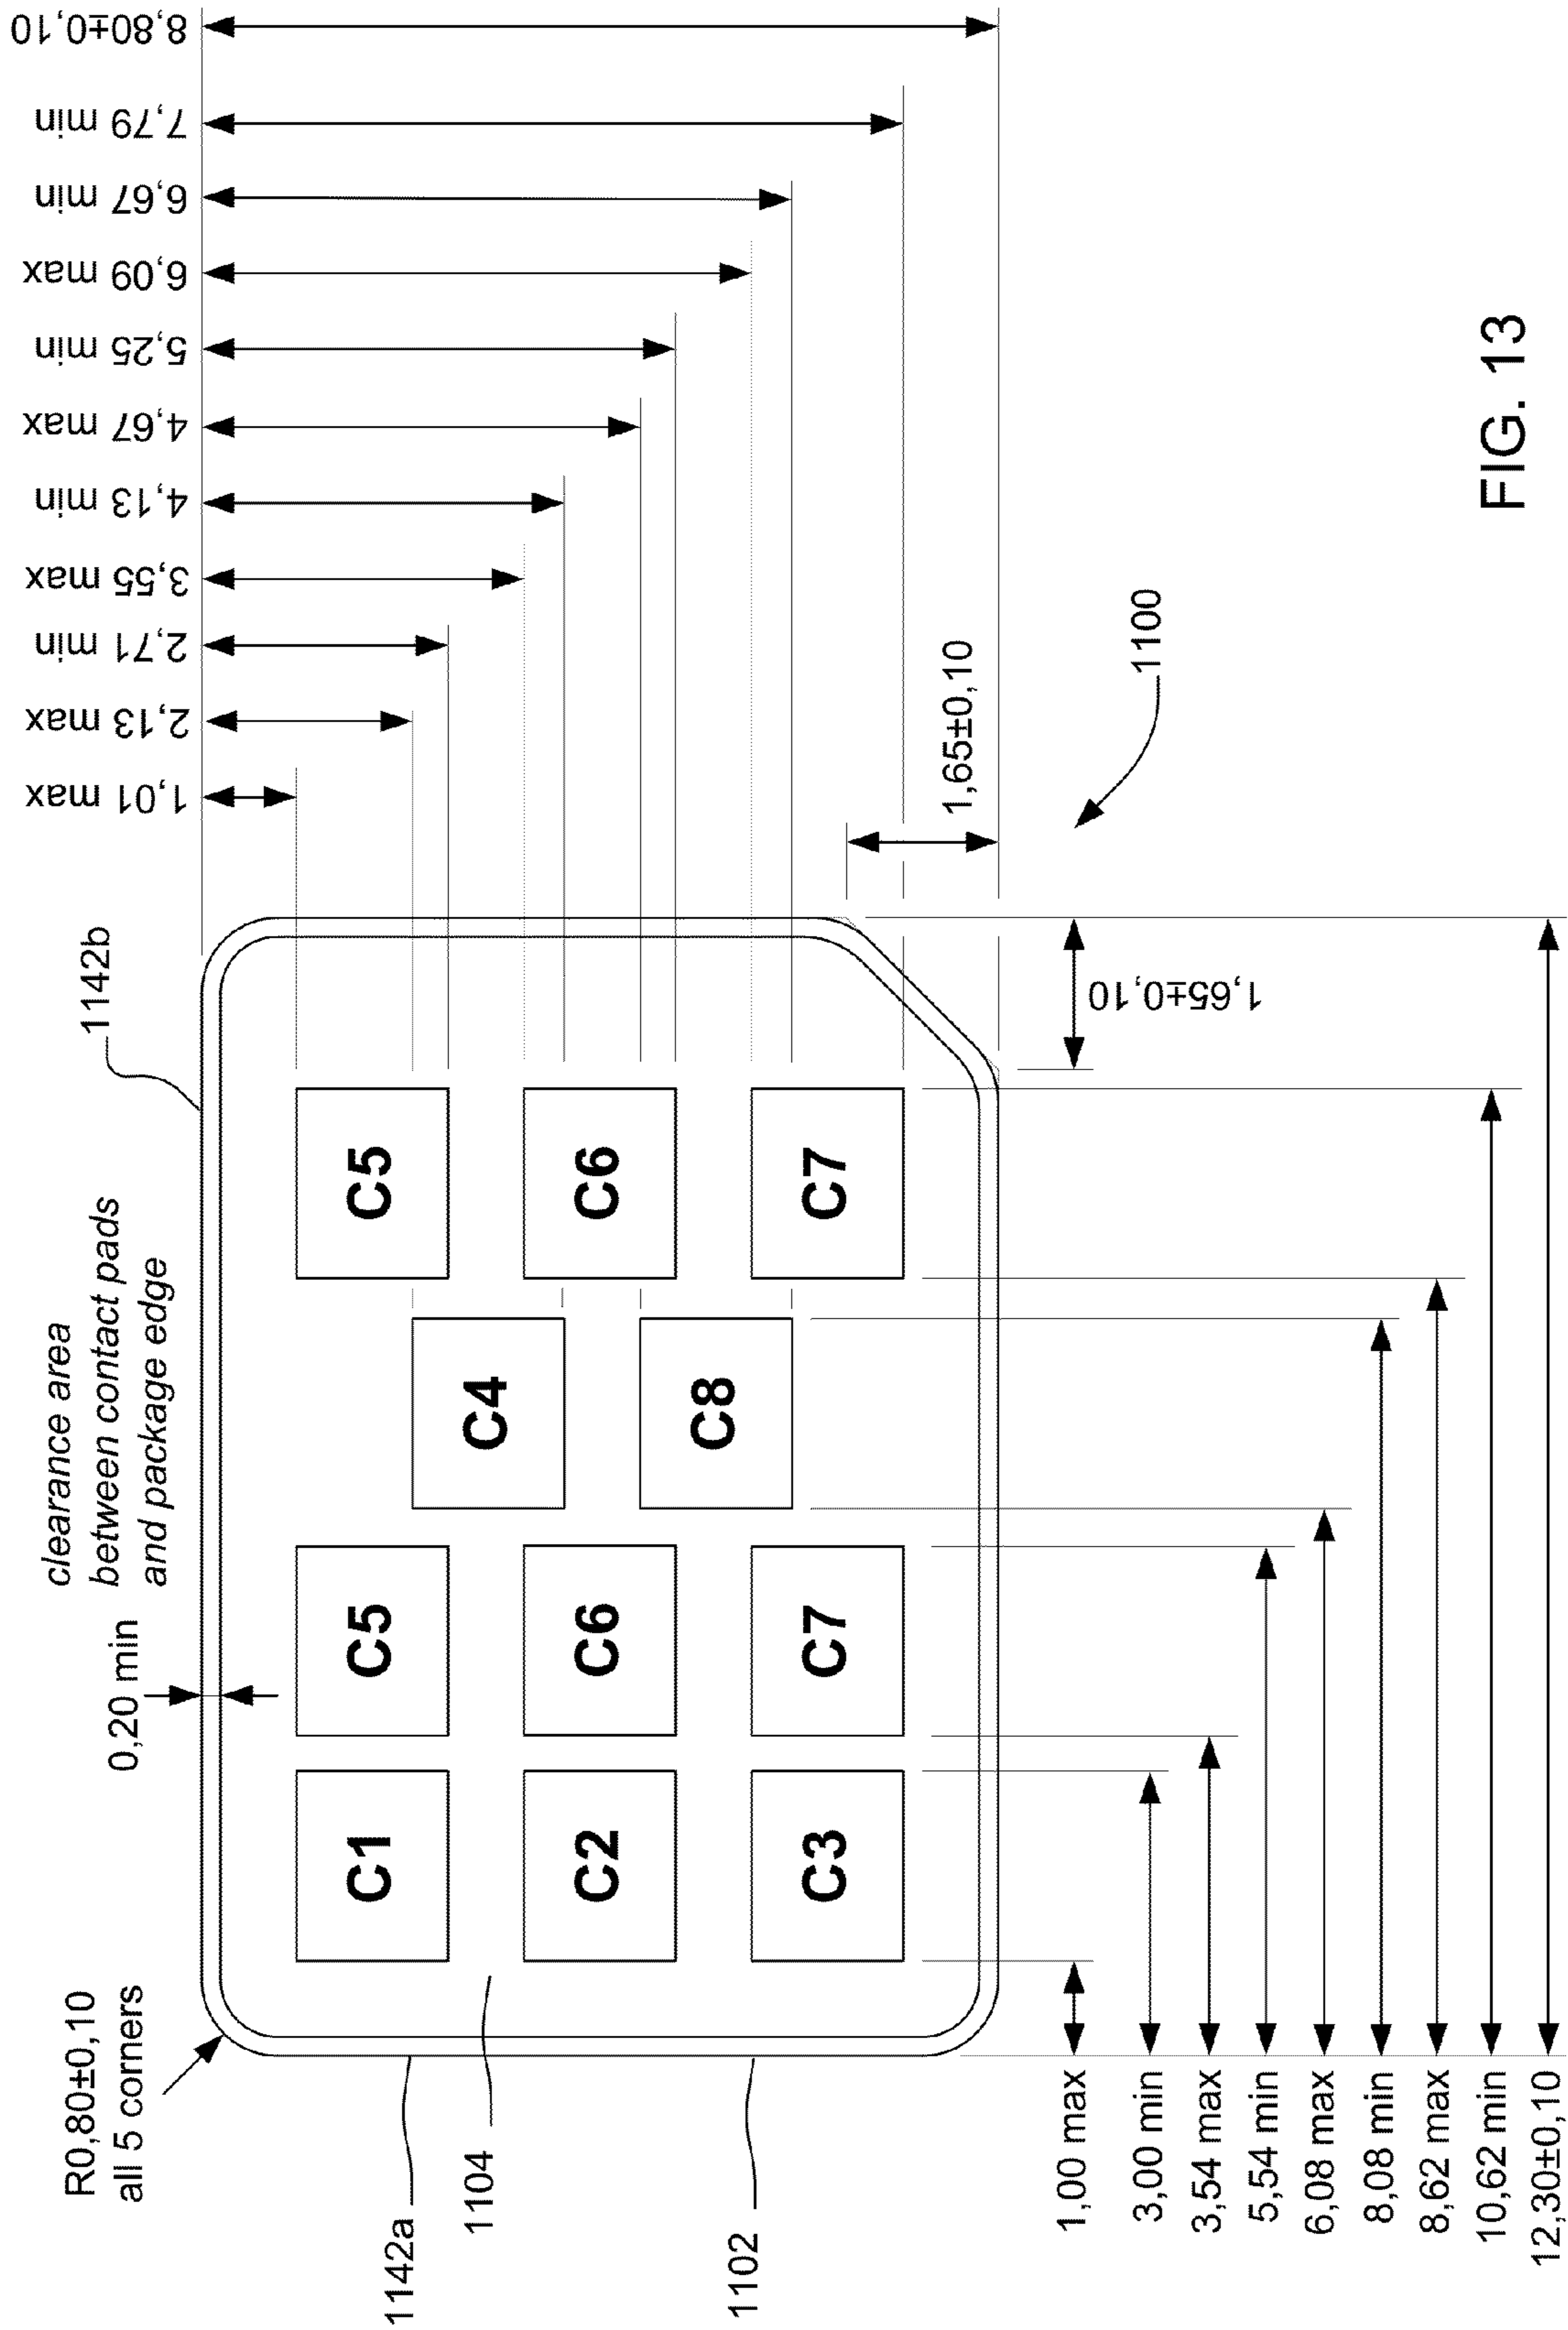 8,80±0,10
7,79 min
6,67 min
6,09 max
5,25 min
4,67 max
4,13 min
3,55 max
2,71 min
2,13 max
1,01 max
1142b
clearance area
between contact pads
and package edge
0,20 min
R0,80±0,10
all 5 corners
C1
C5
C4
C5
C2
C6
C8
C6
C3
C7
C7
1142a
1104
1102
1,65±0,10
1,65±0,10
1100
1,00 max
3,00 min
3,54 max
5,54 min
6,08 max
8,08 min
8,62 max
10,62 min
12,30±0,10
FIG. 13